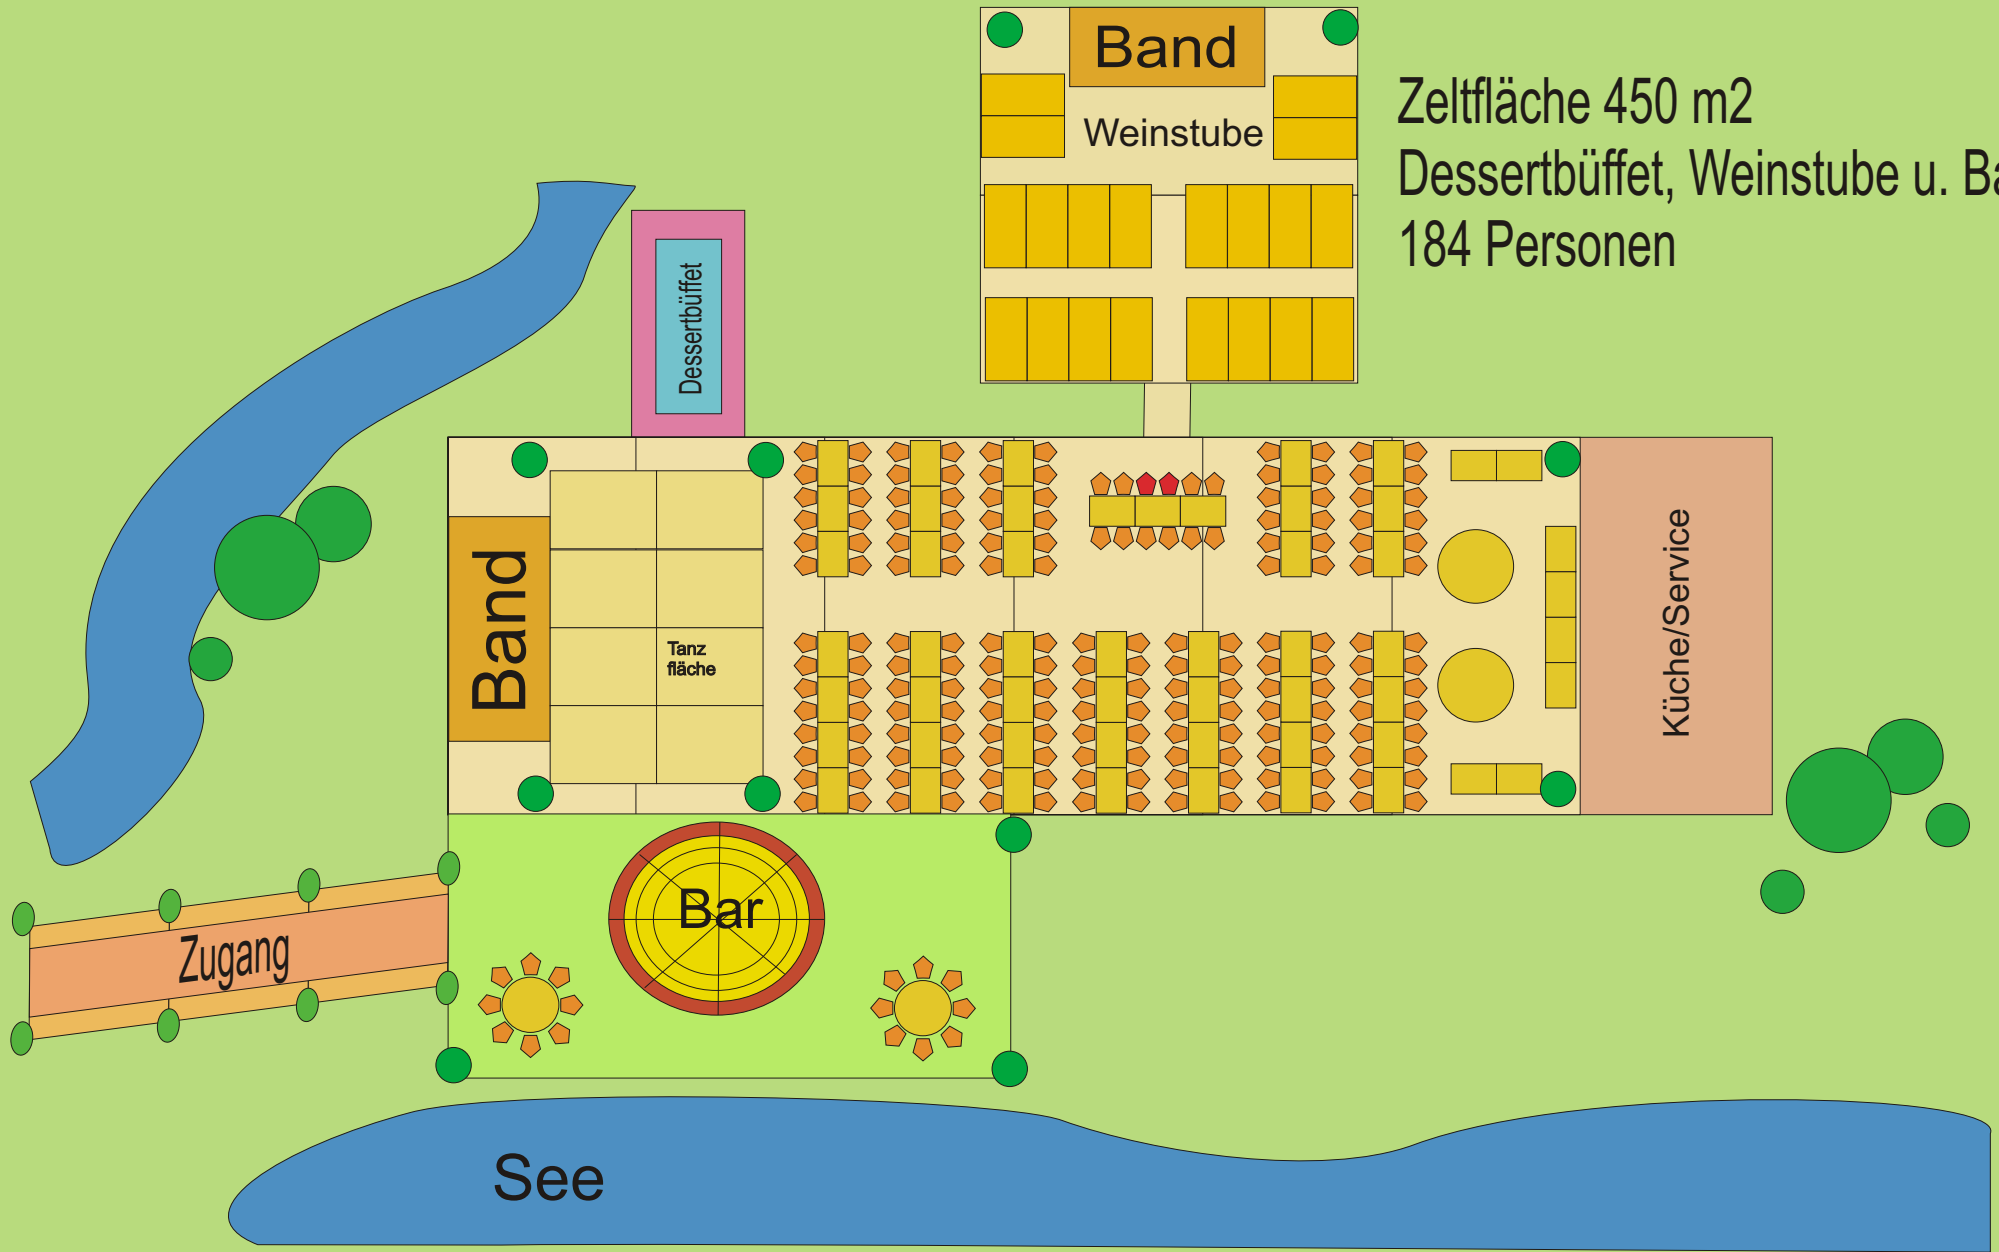 Band
Weinstube
Zeltfläche 450 m2
Dessertbüffet, Weinstube u.
184 Personen
Dessertbüffet
Band
Tanz
fläche
Küche/Service
Bar
Zugang
See